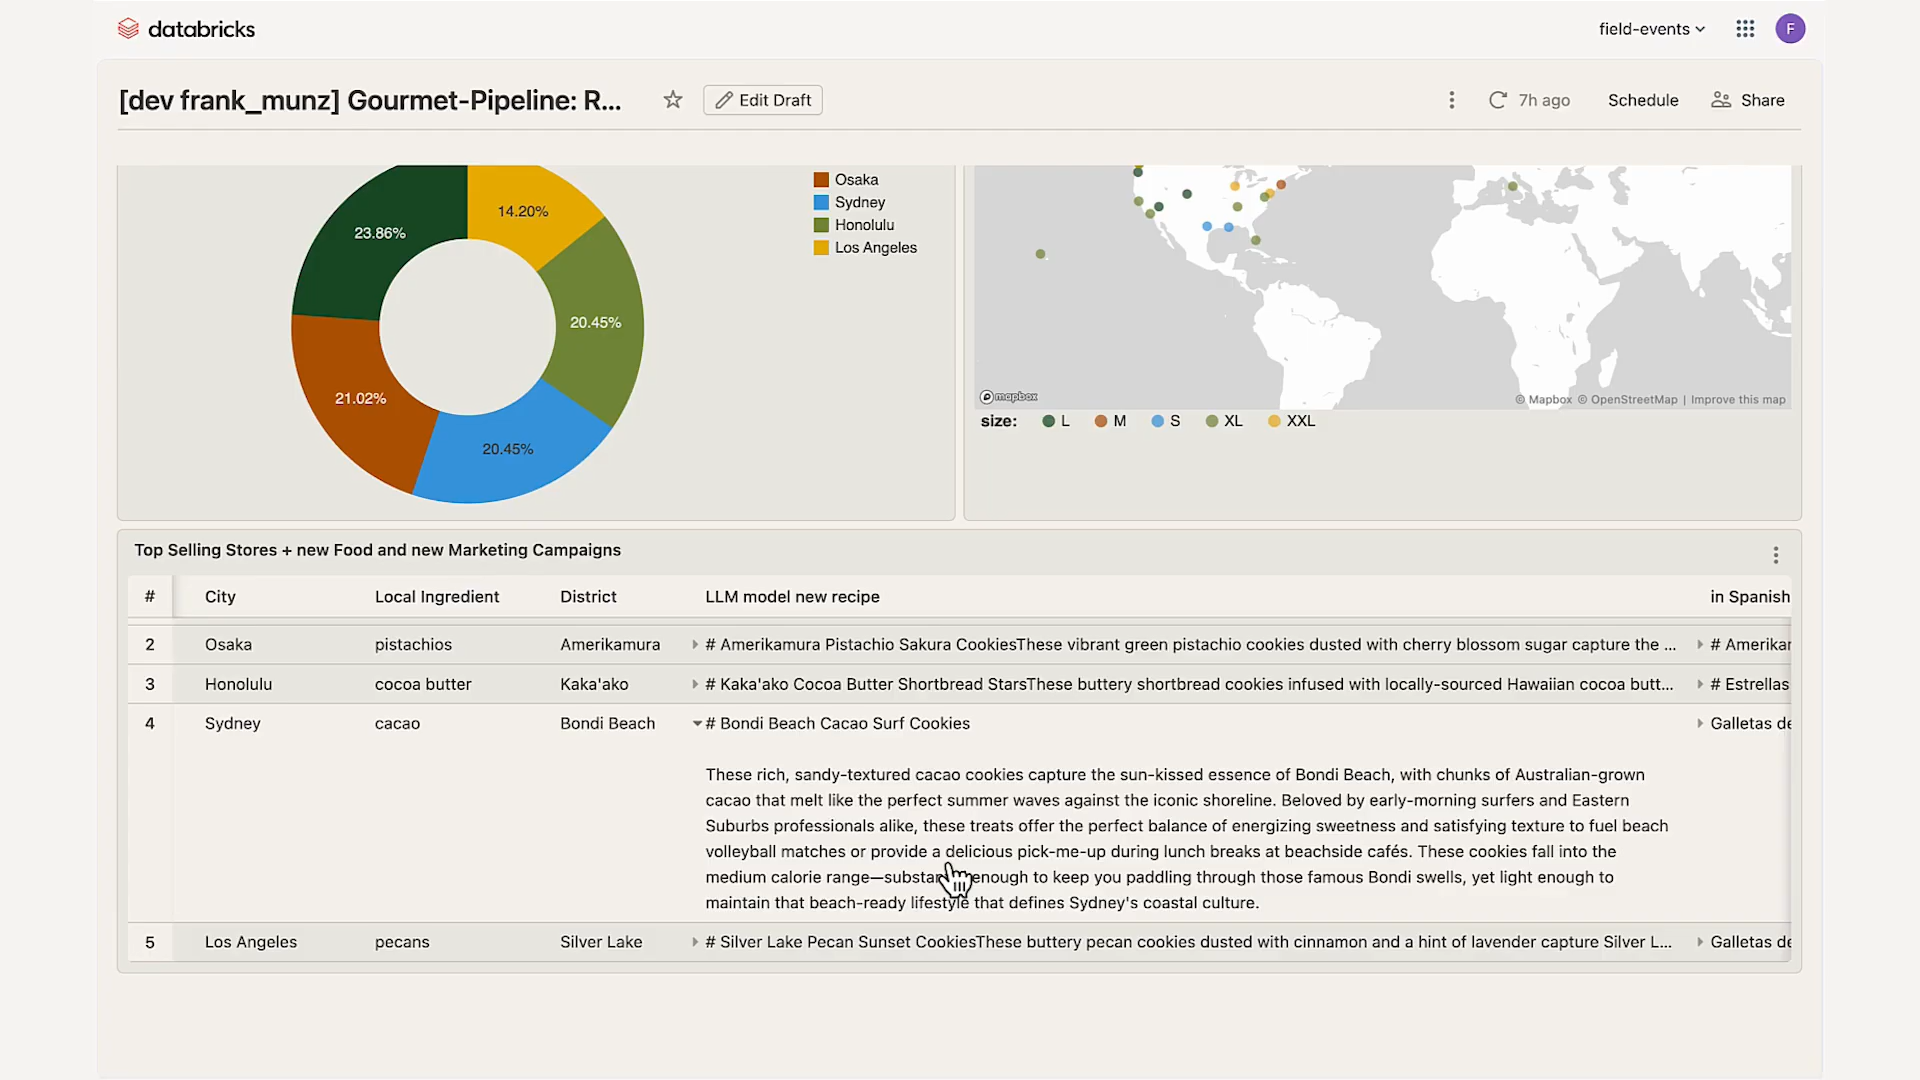 databricks
field-events
F
[dev frank_munz] Gourmet-Pipeline: R...
Edit Draft
7h ago
Schedule
Share
14.20%
23.86%
20.45%
21.02%
20.45%
Osaka
Sydney
Honolulu
Los Angeles
mapbox
© Mapbox © OpenStreetMap | Improve this map
size: L M S XL XXL
Top Selling Stores + new Food and new Marketing Campaigns
# City Local Ingredient District LLM model new recipe in Spanish
2 Osaka pistachios Amerikamura # Amerikamura Pistachio Sakura CookiesThese vibrant green pistachio cookies dusted with cherry blossom sugar capture the ... # Amerikar
3 Honolulu cocoa butter Kaka'ako # Kaka'ako Cocoa Butter Shortbread StarsThese buttery shortbread cookies infused with locally-sourced Hawaiian cocoa butt... # Estrellas
4 Sydney cacao Bondi Beach # Bondi Beach Cacao Surf Cookies Galletas de
These rich, sandy-textured cacao cookies capture the sun-kissed essence of Bondi Beach, with chunks of Australian-grown
cacao that melt like the perfect summer waves against the iconic shoreline. Beloved by early-morning surfers and Eastern
Suburbs professionals alike, these treats offer the perfect balance of energizing sweetness and satisfying texture to fuel beach
volleyball matches or provide a delicious pick-me-up during lunch breaks at beachside cafés. These cookies fall into the
medium calorie range—substan enough to keep you paddling through those famous Bondi swells, yet light enough to
maintain that beach-ready lifestyle that defines Sydney's coastal culture.
5 Los Angeles pecans Silver Lake # Silver Lake Pecan Sunset CookiesThese buttery pecan cookies dusted with cinnamon and a hint of lavender capture Silver L... Galletas de